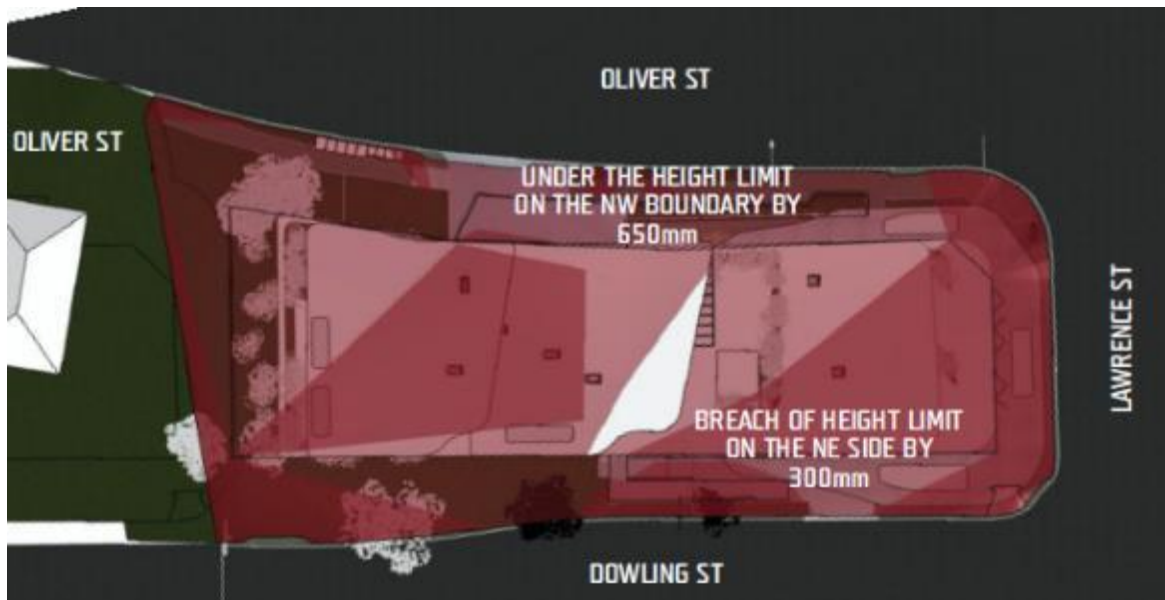 OLIVER ST
OLIVER ST
UNDER THE HEIGHT LIMIT
ON THE NW BOUNDARY BY
650mm
LAWRENCE ST
BREACH OF HEIGHT LIMIT
ON THE NE SIDE BY
300mm
DOWLING ST